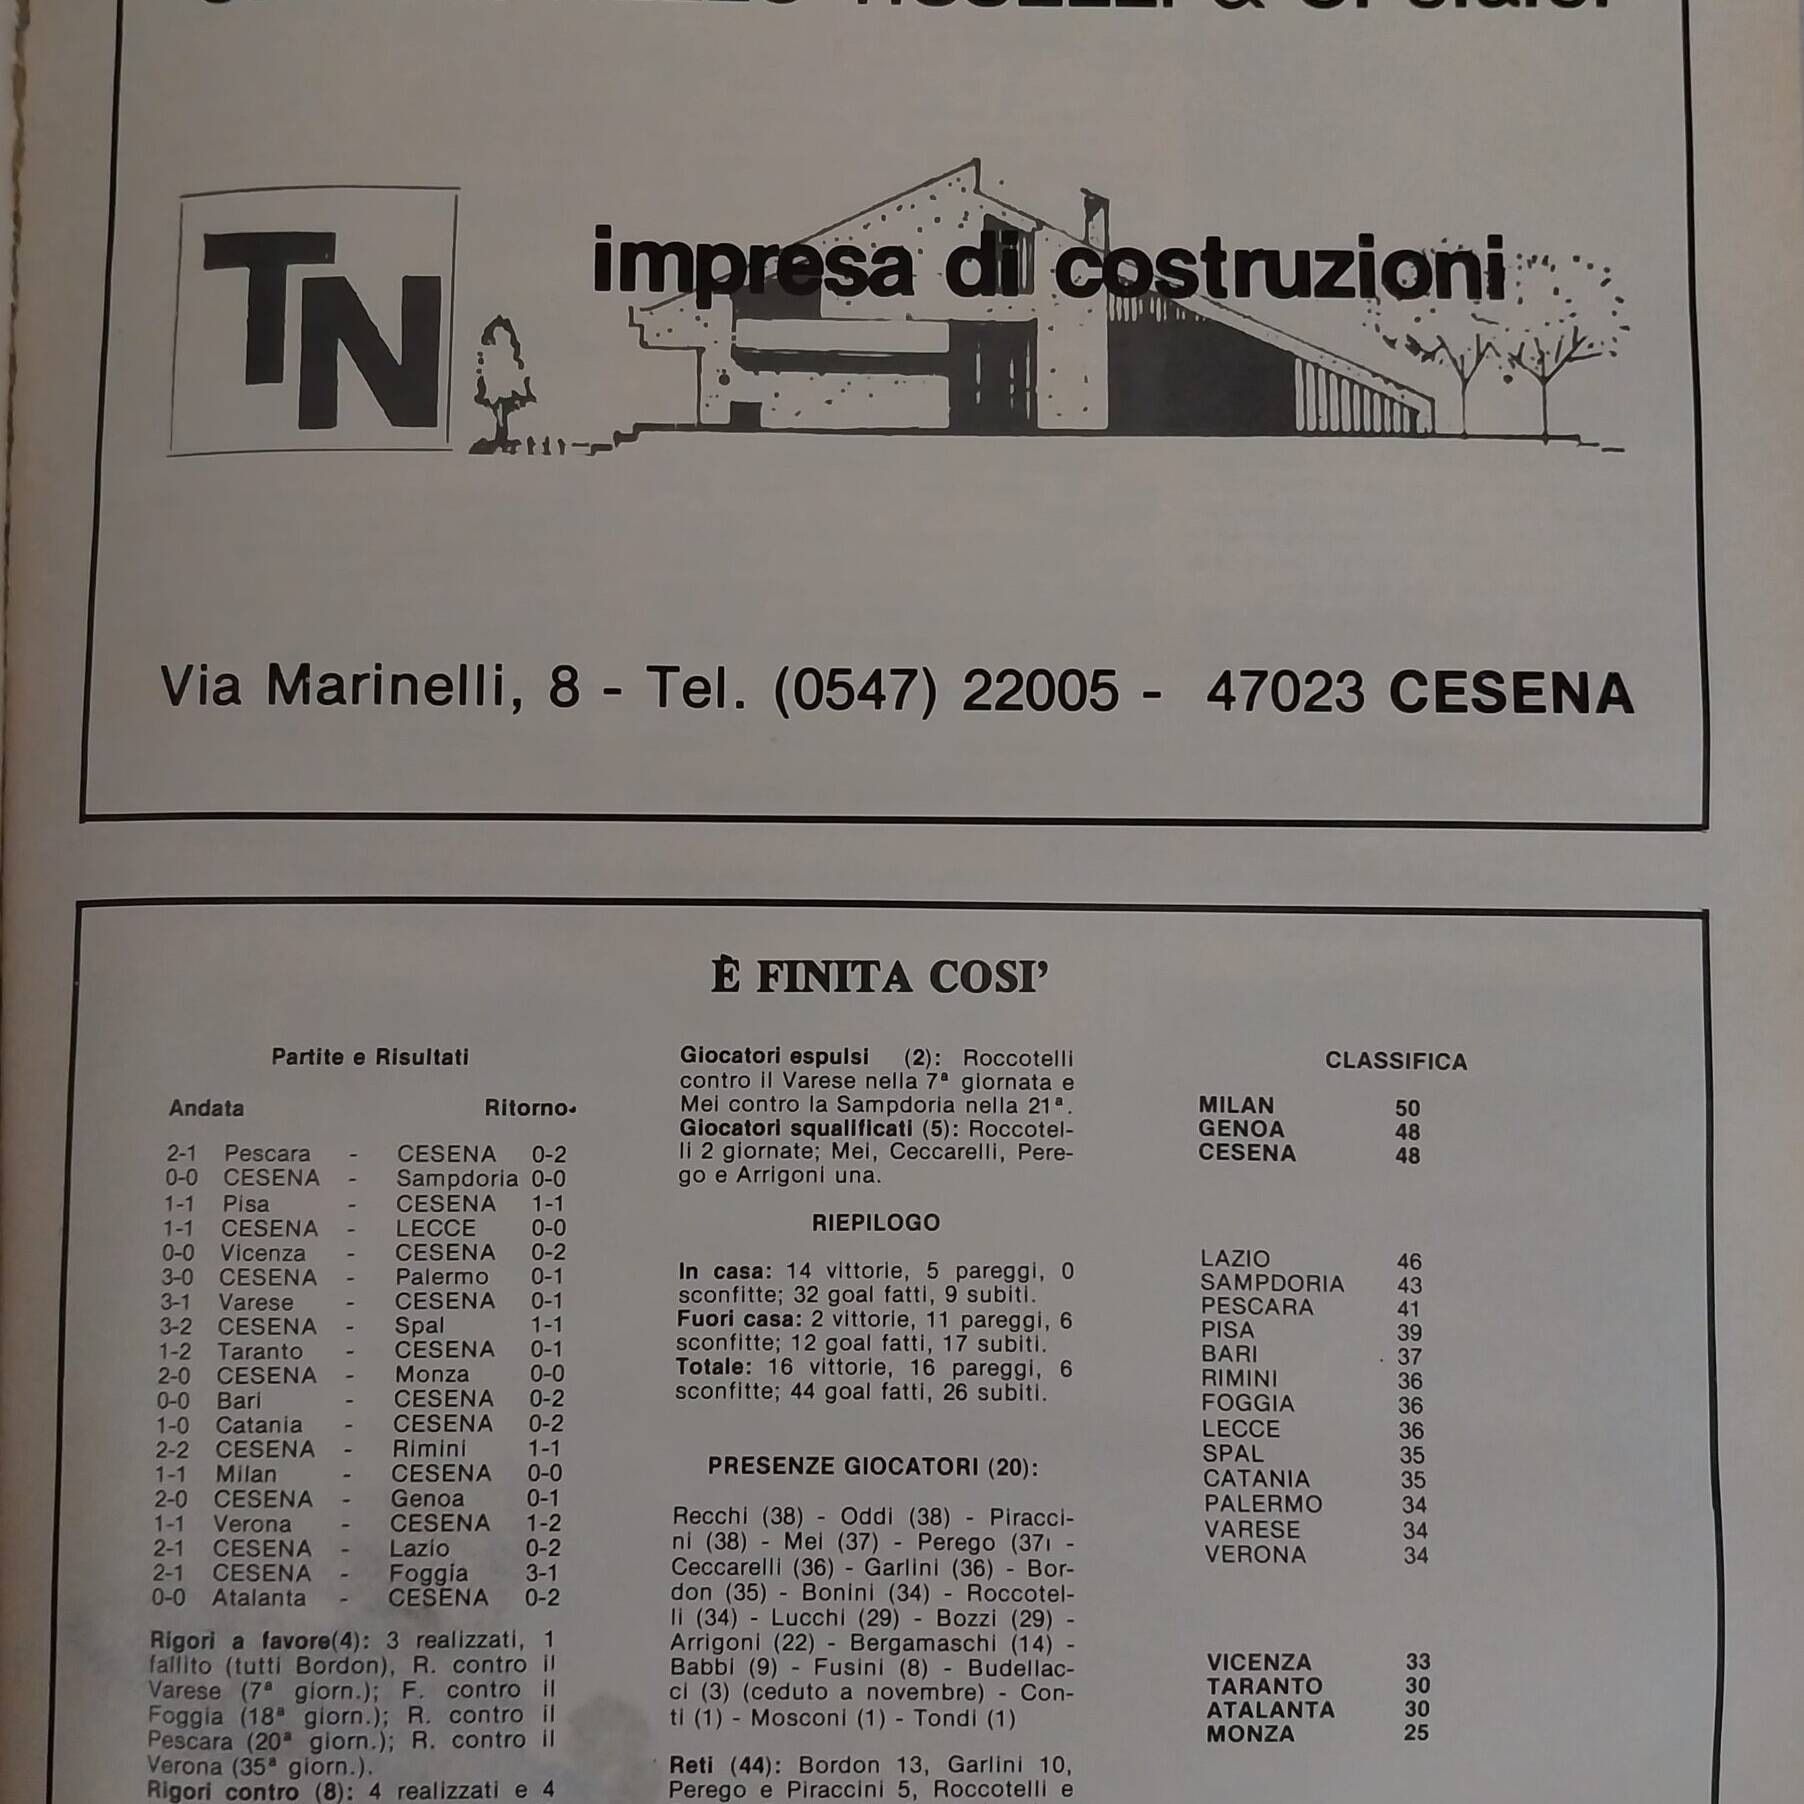 TN
impresa di costruzioni
Via Marinelli, 8 - Tel. (0547) 22005 - 47023 CESENA
È FINITA COSI’
Partite e Risultati
Andata Ritorno
2-1 Pescara - CESENA 0-2
0-0 CESENA - Sampdoria 0-0
1-1 Pisa - CESENA 1-1
1-1 CESENA - LECCE 0-0
0-0 Vicenza - CESENA 0-2
3-0 CESENA - Palermo 0-1
3-1 Varese - CESENA 0-1
3-2 CESENA - Spal 1-1
1-2 Taranto - CESENA 0-1
2-0 CESENA - Monza 0-0
0-0 Bari - CESENA 0-2
1-0 Catania - CESENA 0-2
2-2 CESENA - Rimini 1-1
1-1 Milan - CESENA 0-0
2-0 CESENA - Genoa 0-1
1-1 Verona - CESENA 1-2
2-1 CESENA - Lazio 0-2
2-1 CESENA - Foggia 3-1
0-0 Atalanta - CESENA 0-2
Rigori a favore(4): 3 realizzati, 1
fallito (tutti Bordon), R. contro il
Varese (7ª giorn.); F. contro il
Foggia (18ª giorn.); R. contro il
Pescara (20ª giorn.); R. contro il
Verona (35ª giorn.).
Rigori contro (8): 4 realizzati e 4
Giocatori espulsi (2): Roccotelli
contro il Varese nella 7ª giornata e
Mei contro la Sampdoria nella 21ª.
Giocatori squalificati (5): Roccotel-
li 2 giornate; Mei, Ceccarelli, Pere-
go e Arrigoni una.
RIEPILOGO
In casa: 14 vittorie, 5 pareggi, 0
sconfitte; 32 goal fatti, 9 subiti.
Fuori casa: 2 vittorie, 11 pareggi, 6
sconfitte; 12 goal fatti, 17 subiti.
Totale: 16 vittorie, 16 pareggi, 6
sconfitte; 44 goal fatti, 26 subiti.
PRESENZE GIOCATORI (20):
Recchi (38) - Oddi (38) - Piracci-
ni (38) - Mei (37) - Perego (37) -
Ceccarelli (36) - Garlini (36) - Bor-
don (35) - Bonini (34) - Roccotel-
li (34) - Lucchi (29) - Bozzi (29) -
Arrigoni (22) - Bergamaschi (14) -
Babbi (9) - Fusini (8) - Budellac-
ci (3) (ceduto a novembre) - Con-
ti (1) - Mosconi (1) - Tondi (1)
Reti (44): Bordon 13, Garlini 10,
Perego e Piraccini 5, Roccotelli e
CLASSIFICA
MILAN 50
GENOA 48
CESENA 48
LAZIO 46
SAMPDORIA 43
PESCARA 41
PISA 39
BARI 37
RIMINI 36
FOGGIA 36
LECCE 36
SPAL 35
CATANIA 35
PALERMO 34
VARESE 34
VERONA 34
VICENZA 33
TARANTO 30
ATALANTA 30
MONZA 25